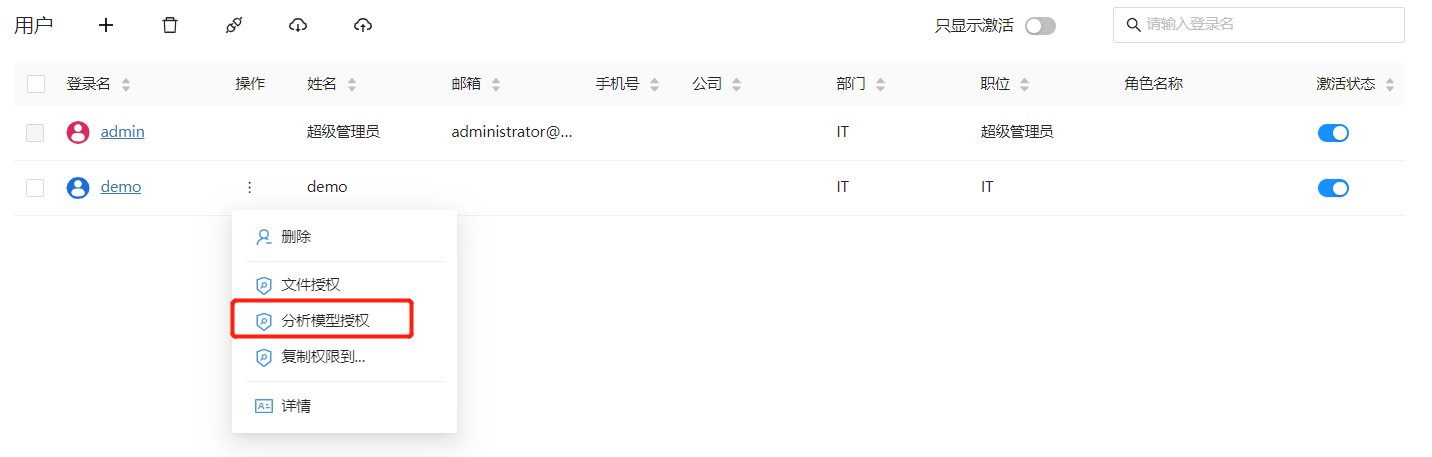 用户 只显示激活 请输入登录名
登录名 操作 姓名 邮箱 手机号 公司 部门 职位 角色名称 激活状态
admin 超级管理员 administrator@... IT 超级管理员
demo demo IT IT
删除
文件授权
分析模型授权
复制权限到...
详情